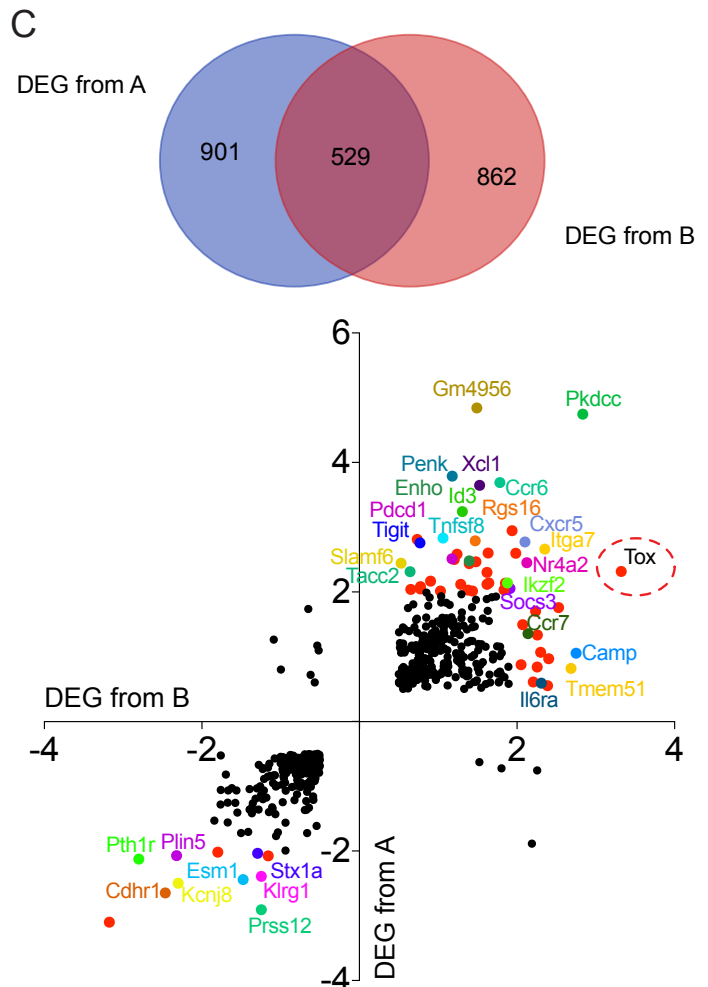 C
DEG from A
901
529
862
DEG from B
6
Gm4956
Pkdcc
4
Penk
Xcl1
Enho
Id3
Ccr6
Pdcd1
Rgs16
Tigit
Tnfsf8
Cxcr5
Itga7
Slamf6
Nr4a2
Tox
Tacc2
Ikzf2
2
Socs3
Ccr7
Camp
Tmem51
Il6ra
DEG from B
-4
-2
2
4
-2
Pth1r
Plin5
Esm1
Stx1a
Cdhr1
Kcnj8
Klrg1
Prss12
DEG from A
-4